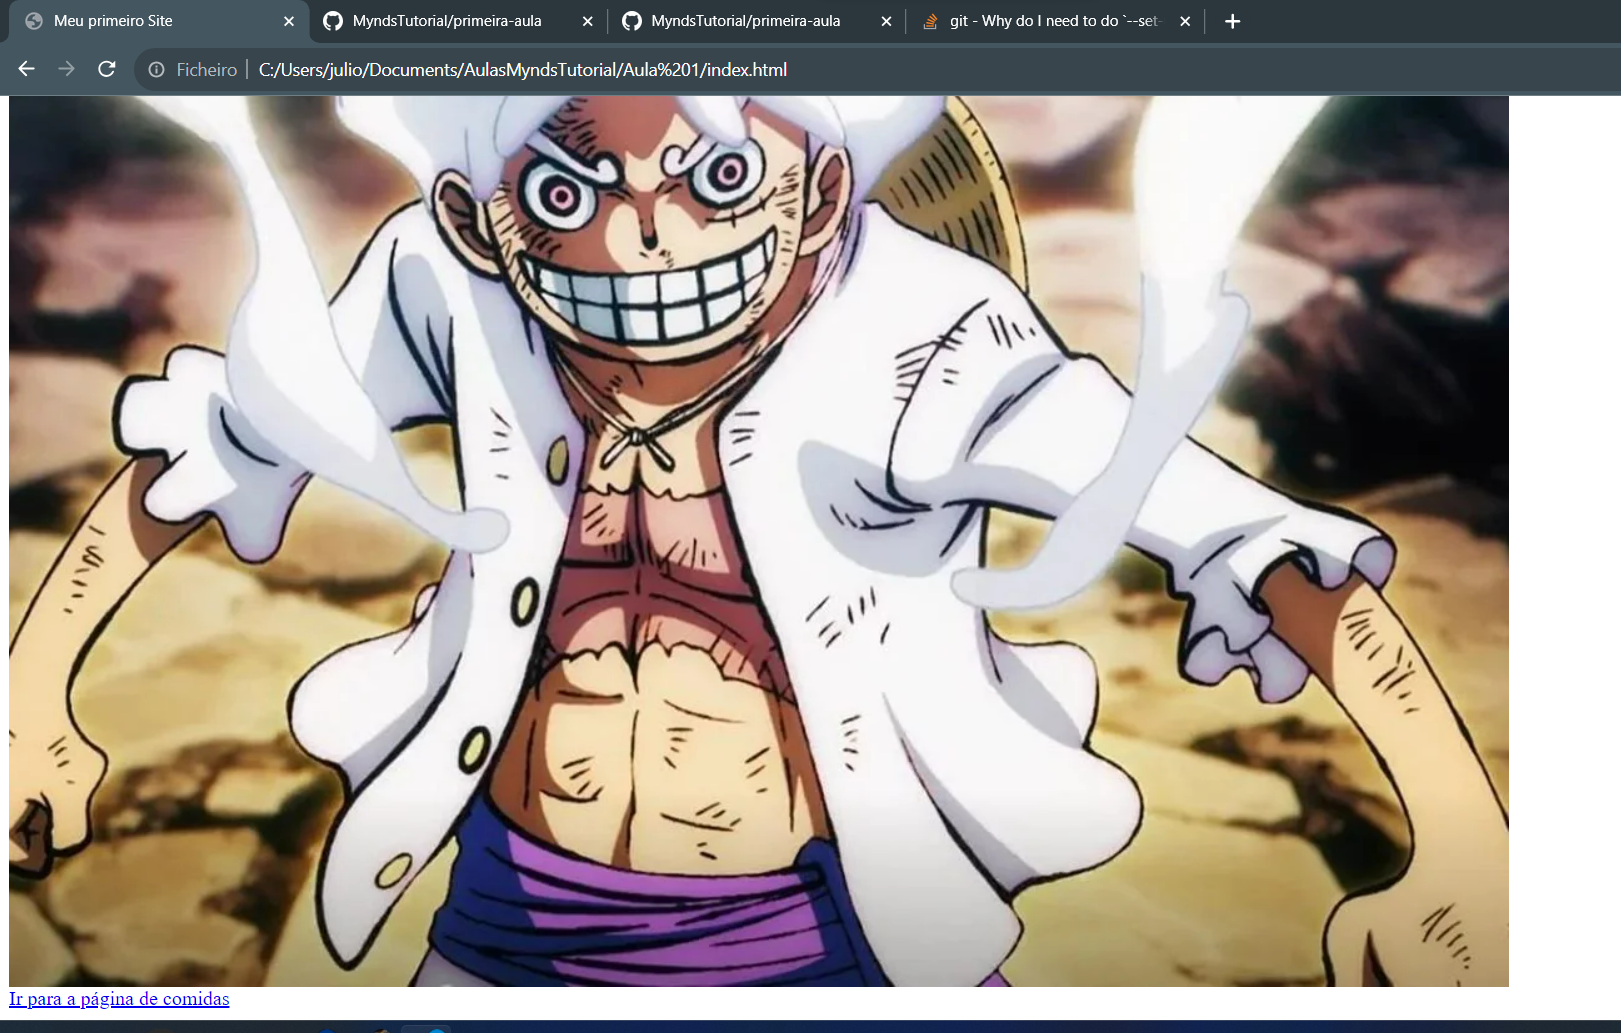 Meu primeiro Site
MyndsTutorial/primeira-aula
MyndsTutorial/primeira-aula
git - Why do I need to do `--set-
Ficheiro
C:/Users/julio/Documents/AulasMyndsTutorial/Aula%201/index.html
Ir para a página de comidas